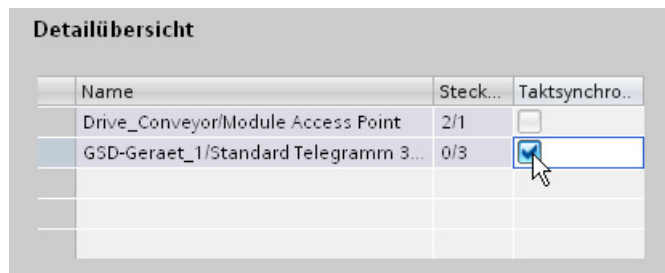 Detailübersicht
Name Steck... Taktsynchro..
Drive_Conveyor/Module Access Point 2/1
GSD-Geraet_1/Standard Telegramm 3... 0/3